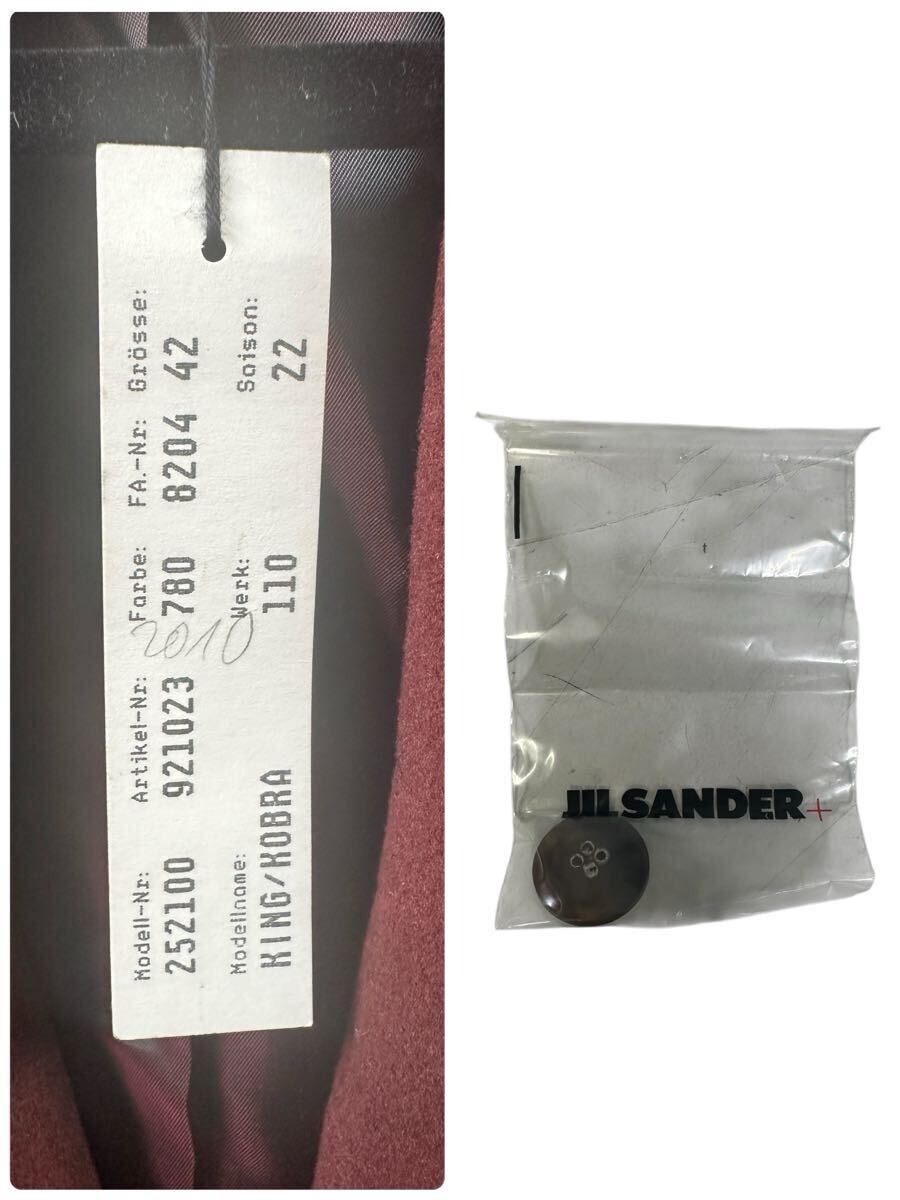 Modell-Nr: Artikel-Nr: Farbe: FA.-Nr: Grösse:
252100 921023 780 8204 42
2010
Modellname: Werk: Saison:
KING/KOBRA 110 22
JIL SANDER+